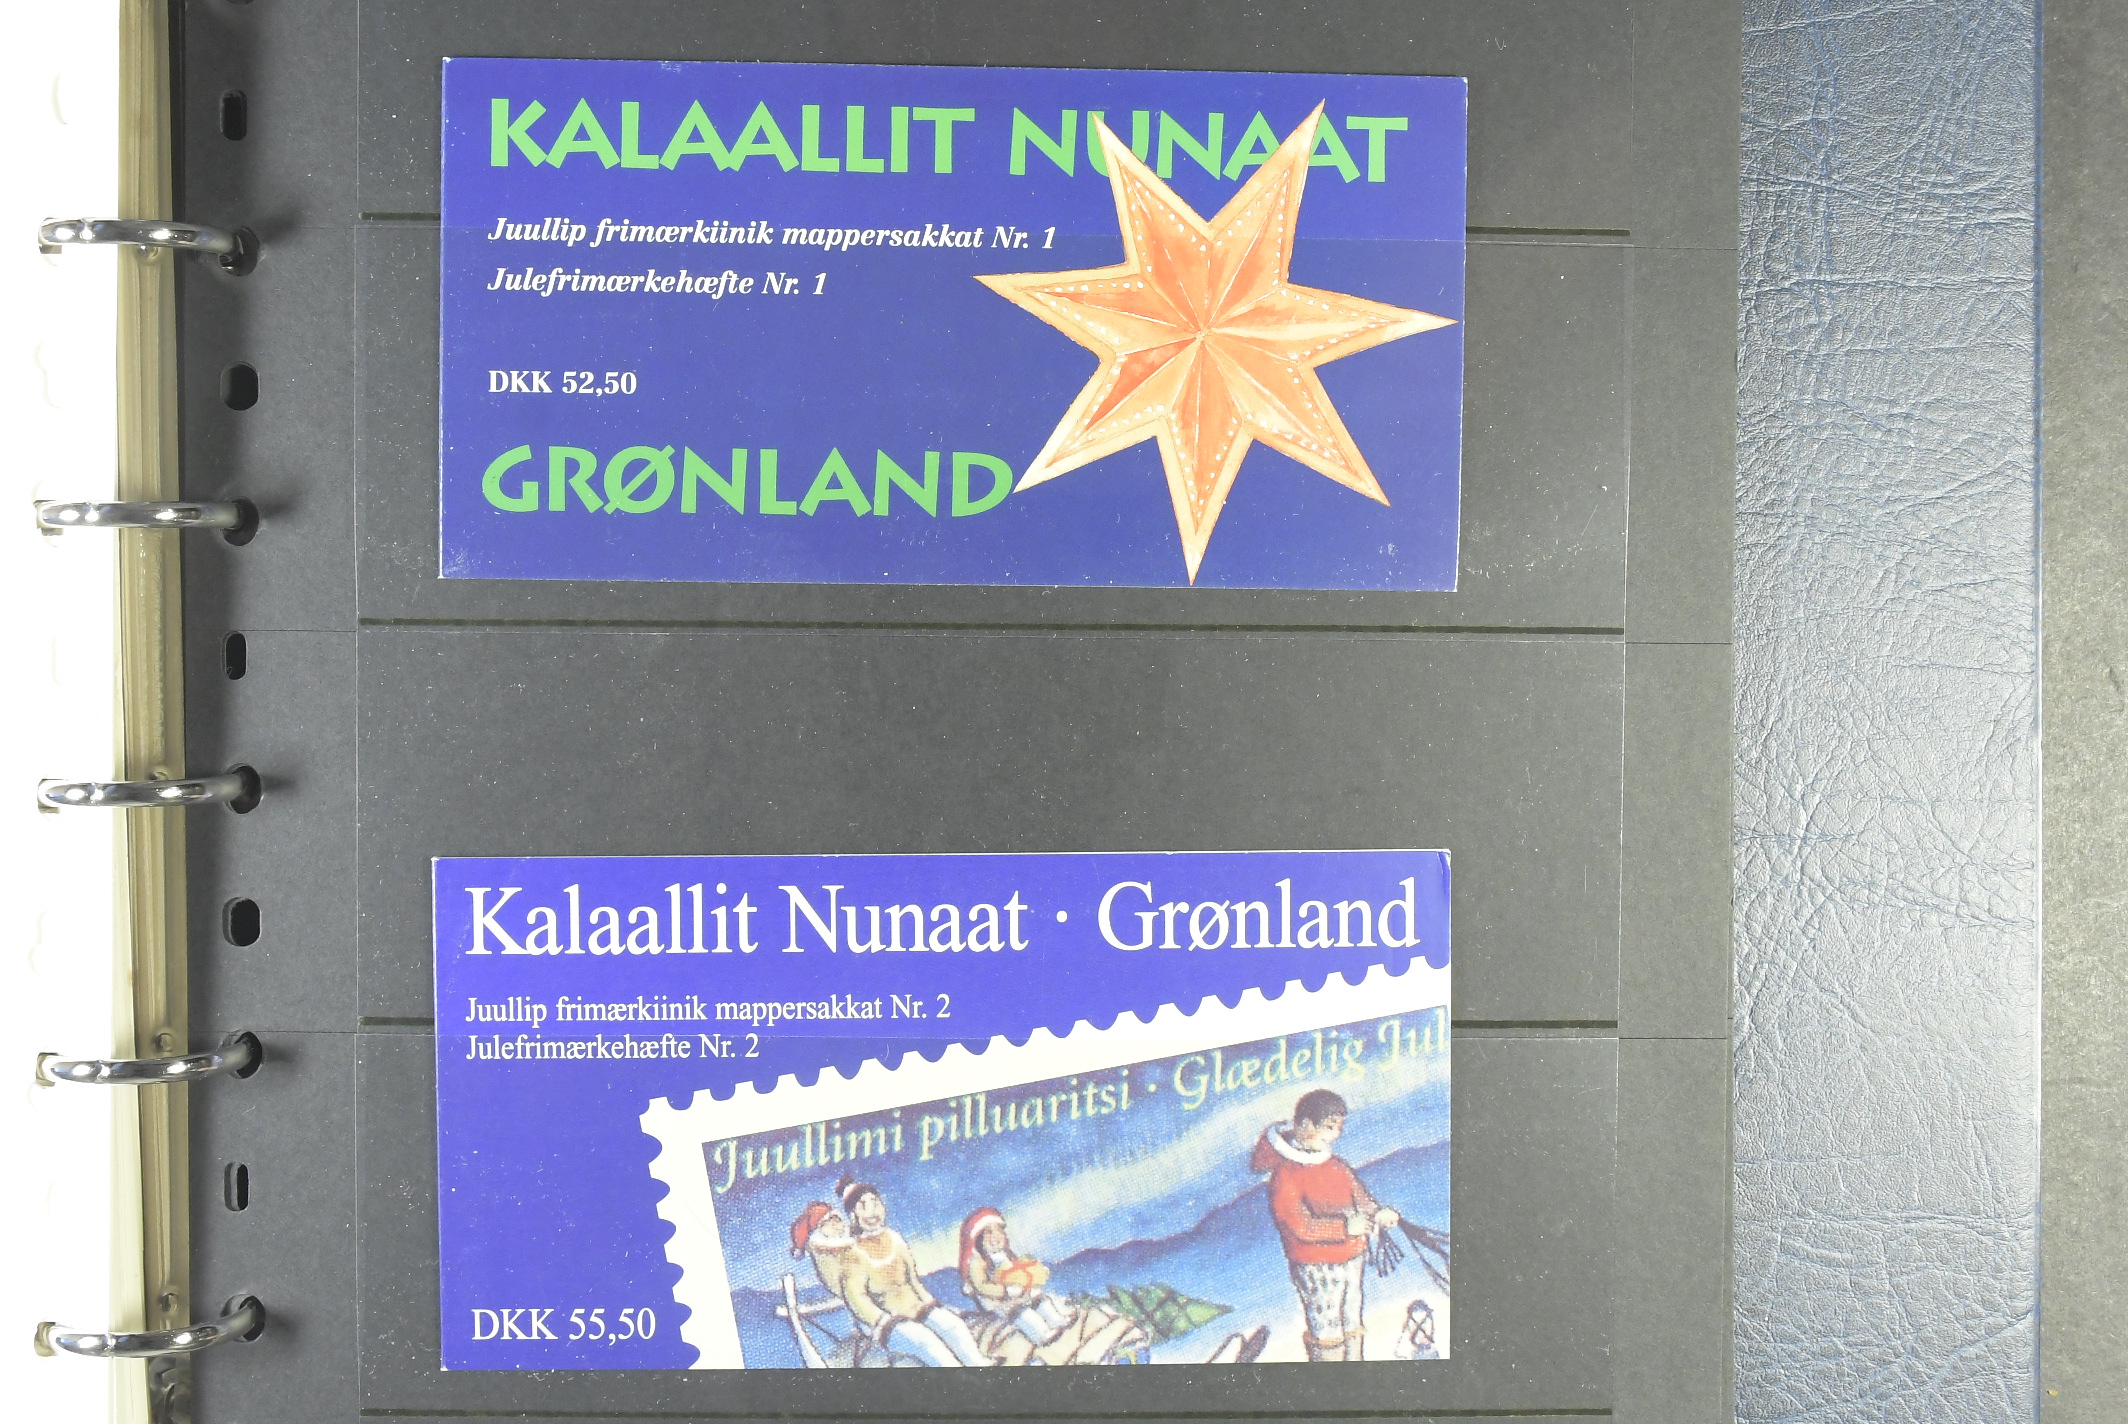 KALAALLIT NUNAAT
Juullip frimærkiinik mappersakkat Nr. 1
Julefrimærkehæfte Nr. 1
DKK 52,50
GRØNLAND
Kalaallit Nunaat · Grønland
Juullip frimærkiinik mappersakkat Nr. 2
Julefrimærkehæfte Nr. 2
Juullimi pilluaritsi · Glædelig Jul
DKK 55,50